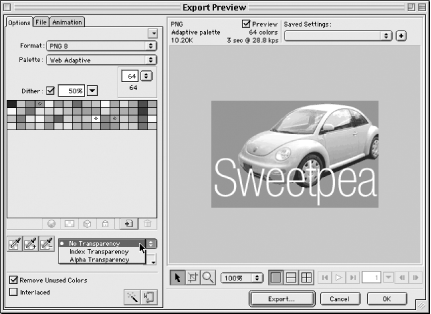 Export Preview
Options File Animation
Format: PNG 8
Palette: Web Adaptive
64
64
Dither: 50%
No Transparency
Index Transparency
Alpha Transparency
Remove Unused Colors
Interlaced
PNG
Adaptive palette
10.20K
Preview
64 colors
3 sec @ 28.8 kps
Saved Settings:
Sweetpea
100%
1
Export...
Cancel
OK